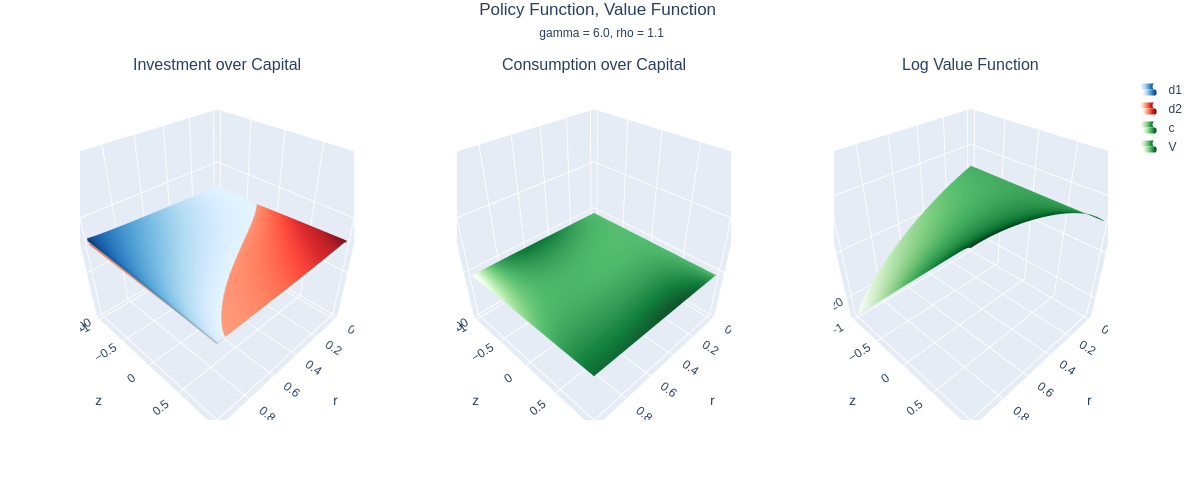 Policy Function, Value Function
gamma = 6.0, rho = 1.1
Investment over Capital
Consumption over Capital
Log Value Function
d1
d2
c
V
−0.5
0
0.5
z
0
0.2
0.4
0.6
0.8
r
−0.5
0
0.5
z
0
0.2
0.4
0.6
0.8
r
−1
−0.5
0
0.5
z
0
0.2
0.4
0.6
0.8
r